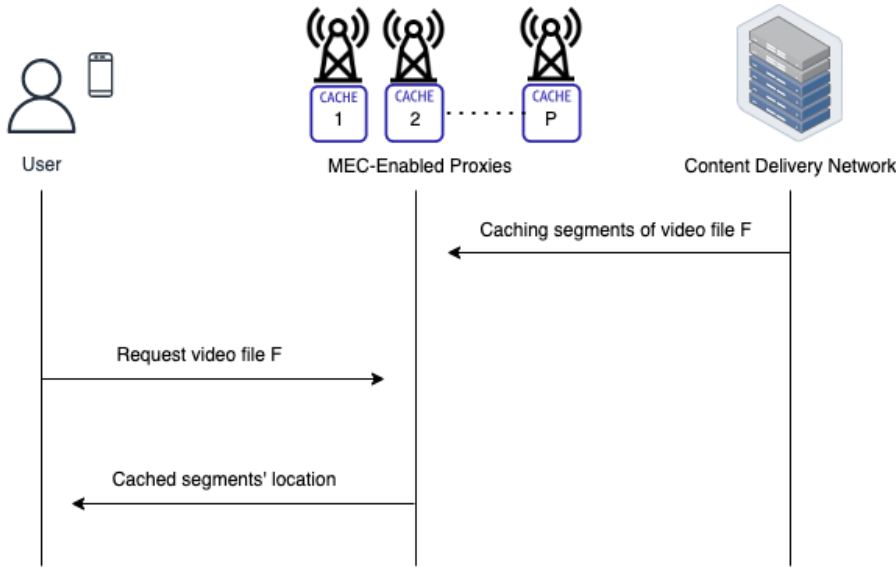 CACHE
1
CACHE
2
CACHE
P
User
MEC-Enabled Proxies
Content Delivery Network
Caching segments of video file F
Request video file F
Cached segments' location